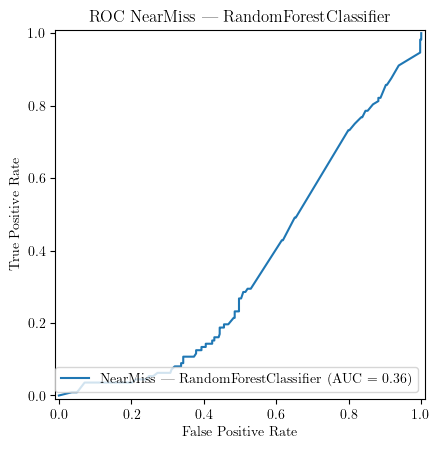 ROC NearMiss — RandomForestClassifier
1.0
0.8
0.6
0.4
0.2
0.0
True Positive Rate
NearMiss — RandomForestClassifier (AUC = 0.36)
0.0 0.2 0.4 0.6 0.8 1.0
False Positive Rate